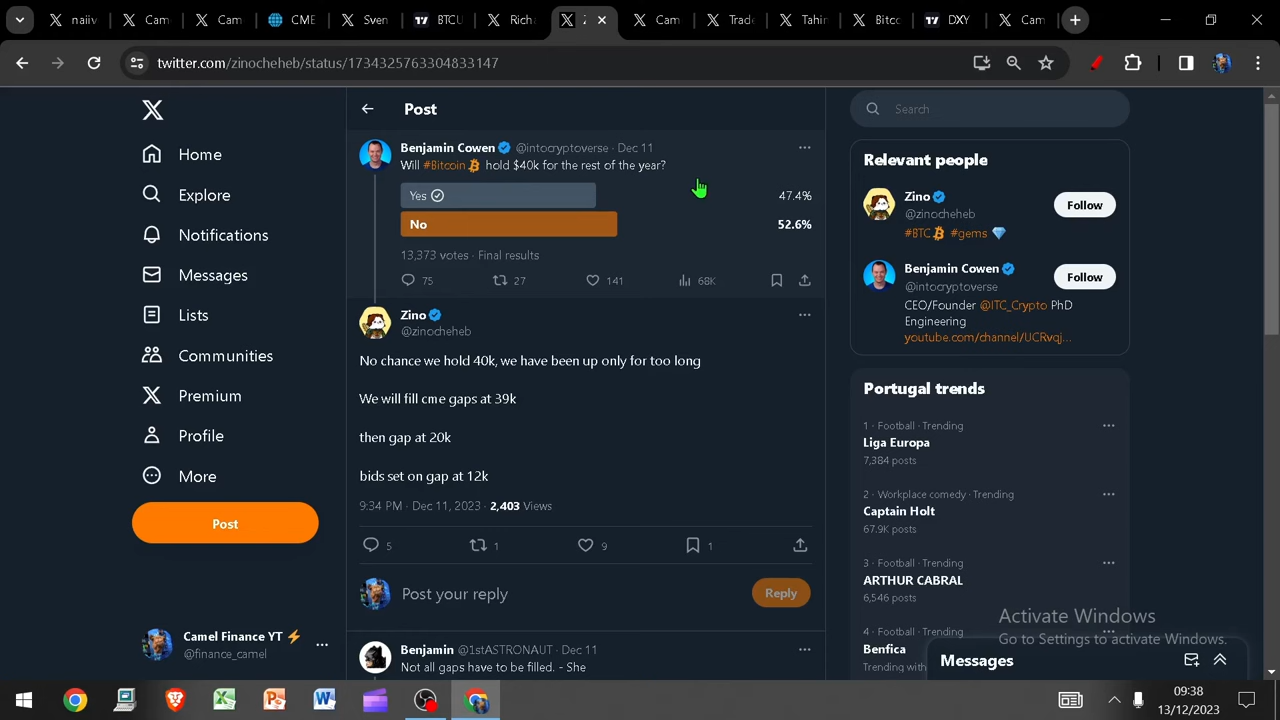 naiiv
Cam
Cam
CME
Sven
BTCU
Rich
Z
Cam
Trade
Tahir
Bitco
DXY
Cam
twitter.com/zinocheheb/status/1734325763304833147
Home
Explore
Notifications
Messages
Lists
Communities
Premium
Profile
More
Post
Camel Finance YT ⚡
@finance_camel
Post
Benjamin Cowen @intocryptoverse · Dec 11
Will #Bitcoin hold $40k for the rest of the year?
Yes 47.4%
No 52.6%
13,373 votes · Final results
75 27 141 68K
Zino
@zinocheheb
No chance we hold 40k, we have been up only for too long
We will fill cme gaps at 39k
then gap at 20k
bids set on gap at 12k
9:34 PM · Dec 11, 2023 · 2,403 Views
5 1 9 1
Post your reply
Reply
Benjamin @1stASTRONAUT · Dec 11
Not all gaps have to be filled. - She
Search
Relevant people
Zino
@zinocheheb
Follow
#BTC #gems 💎
Benjamin Cowen
@intocryptoverse
Follow
CEO/Founder @ITC_Crypto PhD
Engineering
youtube.com/channel/UCRvqj...
Portugal trends
1 · Football · Trending
Liga Europa
7,384 posts
2 · Workplace comedy · Trending
Captain Holt
67.9K posts
3 · Football · Trending
ARTHUR CABRAL
6,546 posts
4 · Football · Trending
Benfica
Trending with
Activate Windows
Go to Settings to activate Windows.
Messages
09:38
13/12/2023